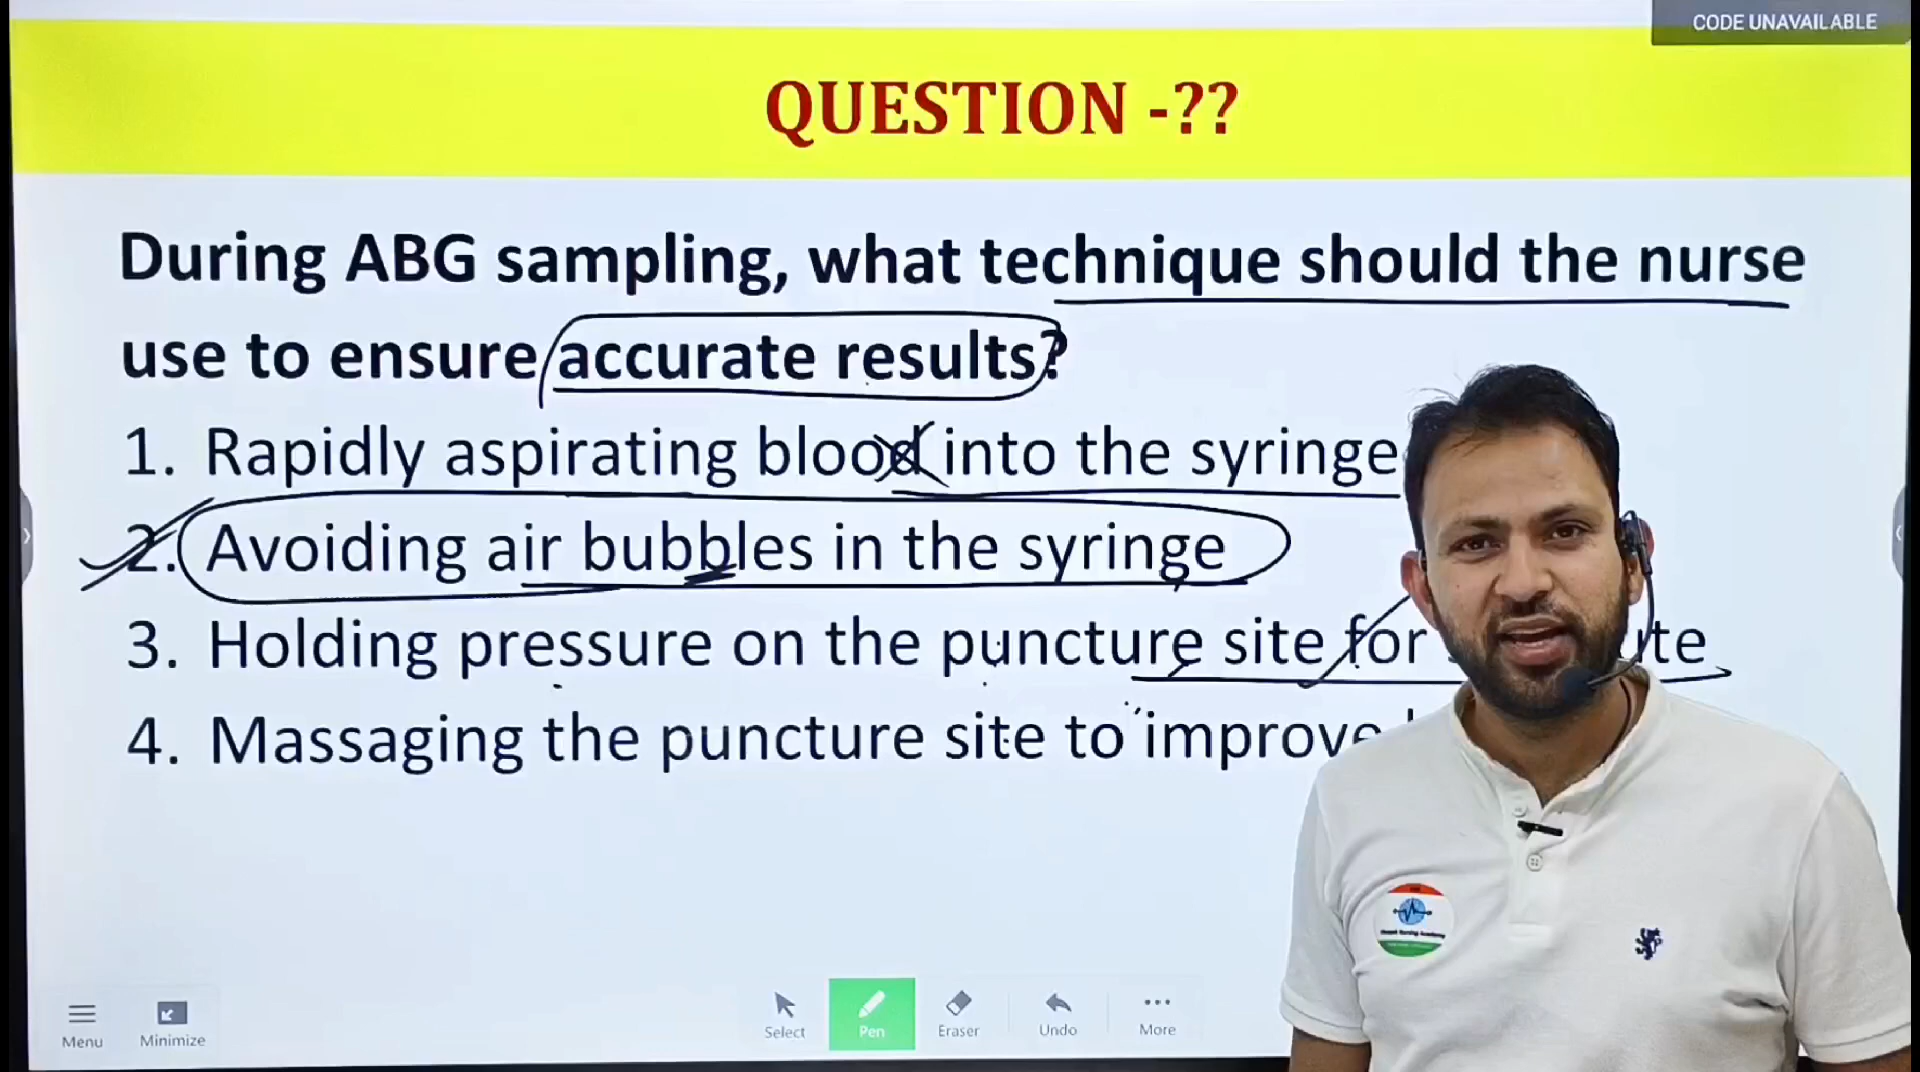 CODE UNAVAILABLE
QUESTION -??
During ABG sampling, what technique should the nurse
use to ensure accurate results?
1. Rapidly aspirating blood into the syringe
2. Avoiding air bubbles in the syringe
3. Holding pressure on the puncture site for
4. Massaging the puncture site to improve
Menu
Minimize
Select
Pen
Eraser
Undo
More